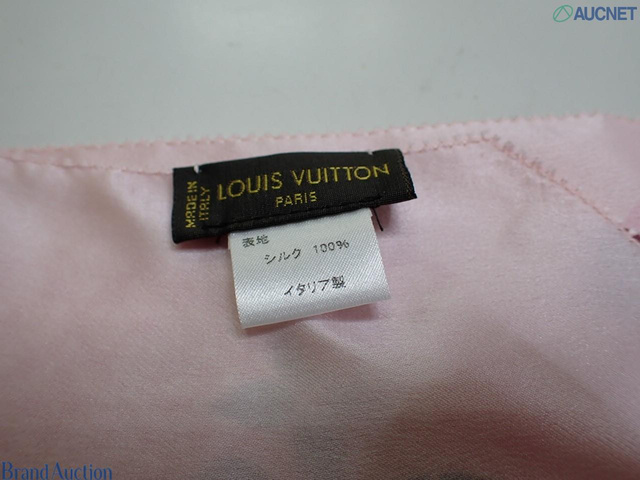 AUCNET
MADE IN
ITALY
LOUIS VUITTON
PARIS
表地
シルク 100%
イタリア製
Brand Auction